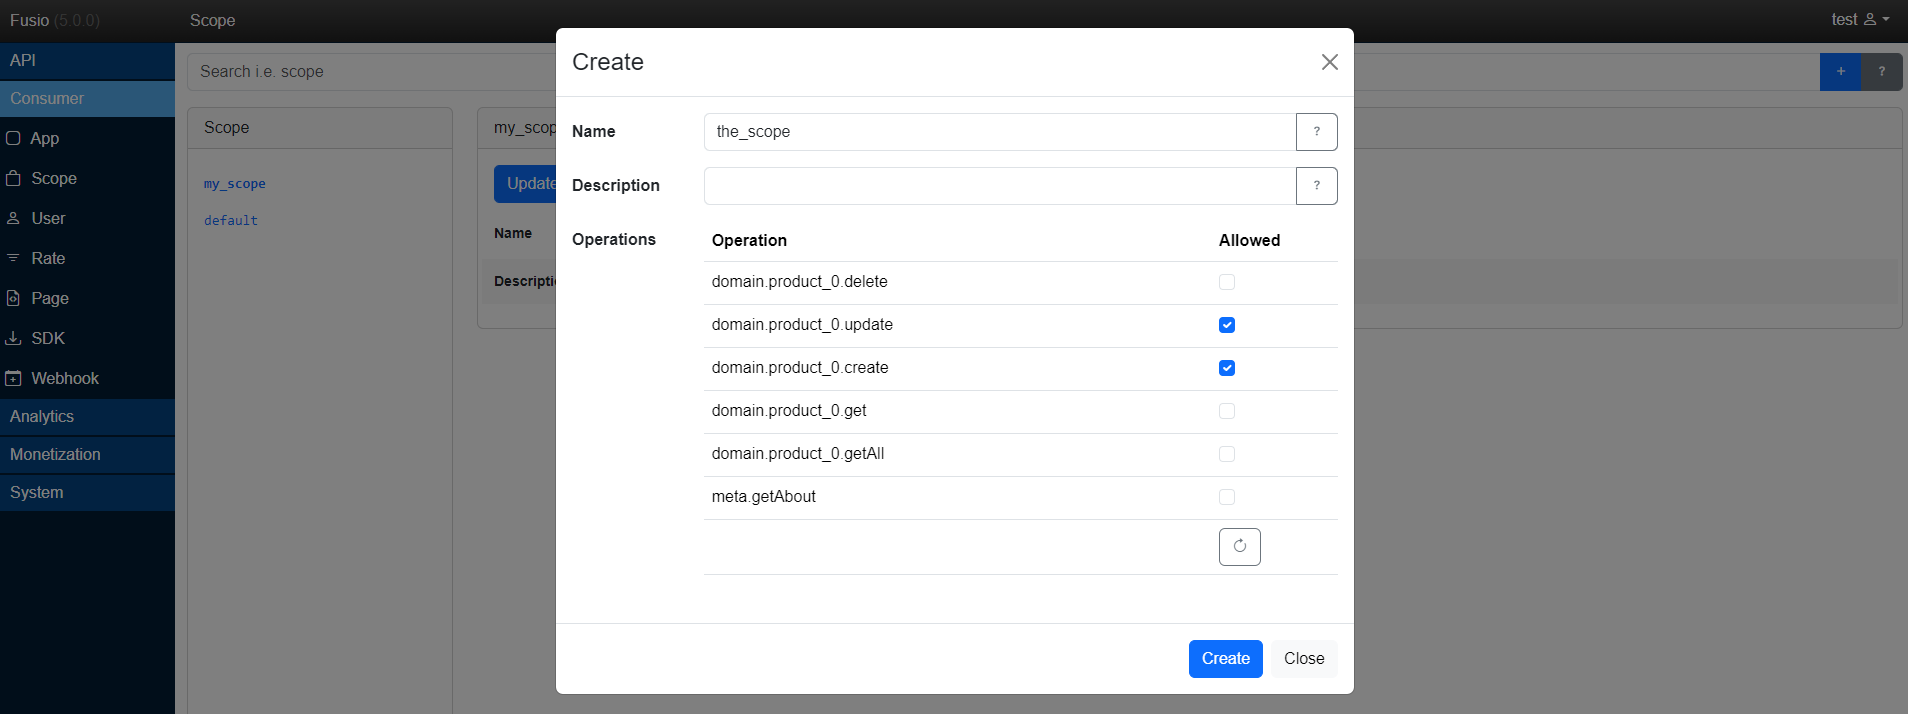 Fusio (5.0.0)
Scope
test
API
Consumer
App
Scope
User
Rate
Page
SDK
Webhook
Analytics
Monetization
System
Search i.e. scope
+
?
Scope
my_scope
default
my_scop
Update
Name
Descripti
Create
Name
the_scope
?
Description
?
Operations
Operation Allowed
domain.product_0.delete
domain.product_0.update
domain.product_0.create
domain.product_0.get
domain.product_0.getAll
meta.getAbout
Create
Close